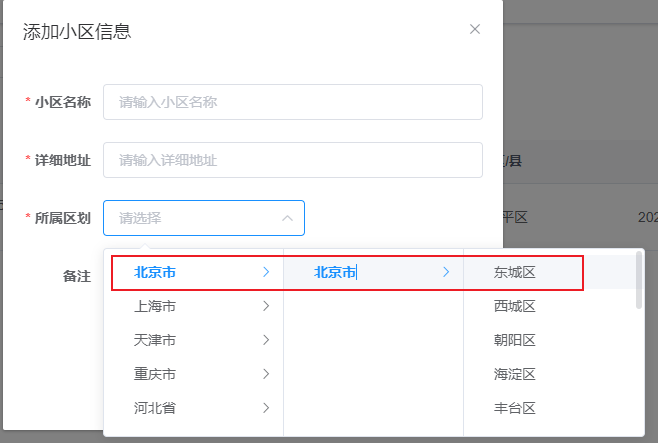 添加小区信息
* 小区名称 请输入小区名称
* 详细地址 请输入详细地址
* 所属区划 请选择
备注
北京市 北京市 东城区
上海市 西城区
天津市 朝阳区
重庆市 海淀区
河北省 丰台区
/县
平区 202